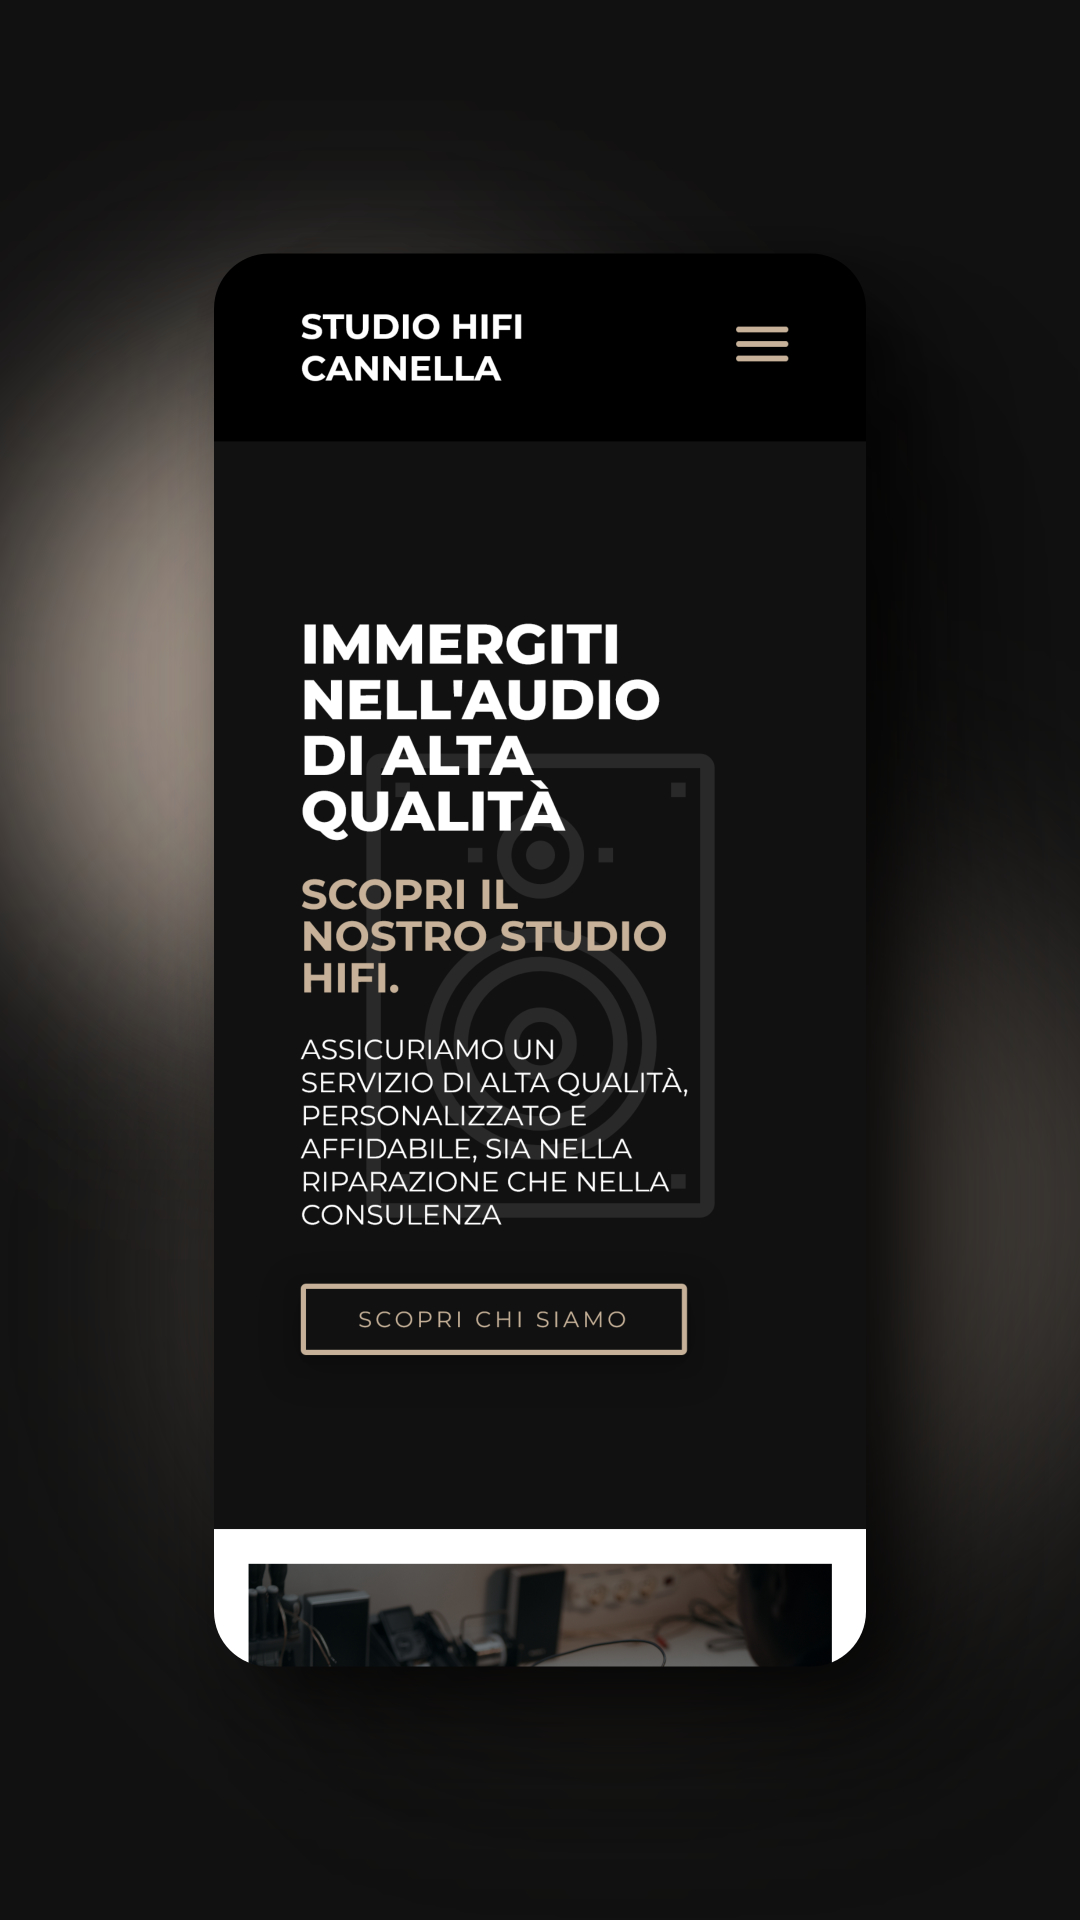 STUDIO HIFI
CANNELLA
IMMERGITI
NELL'AUDIO
DI ALTA
QUALITÀ
SCOPRI IL
NOSTRO STUDIO
HIFI.
ASSICURIAMO UN
SERVIZIO DI ALTA QUALITÀ,
PERSONALIZZATO E
AFFIDABILE, SIA NELLA
RIPARAZIONE CHE NELLA
CONSULENZA
SCOPRI CHI SIAMO